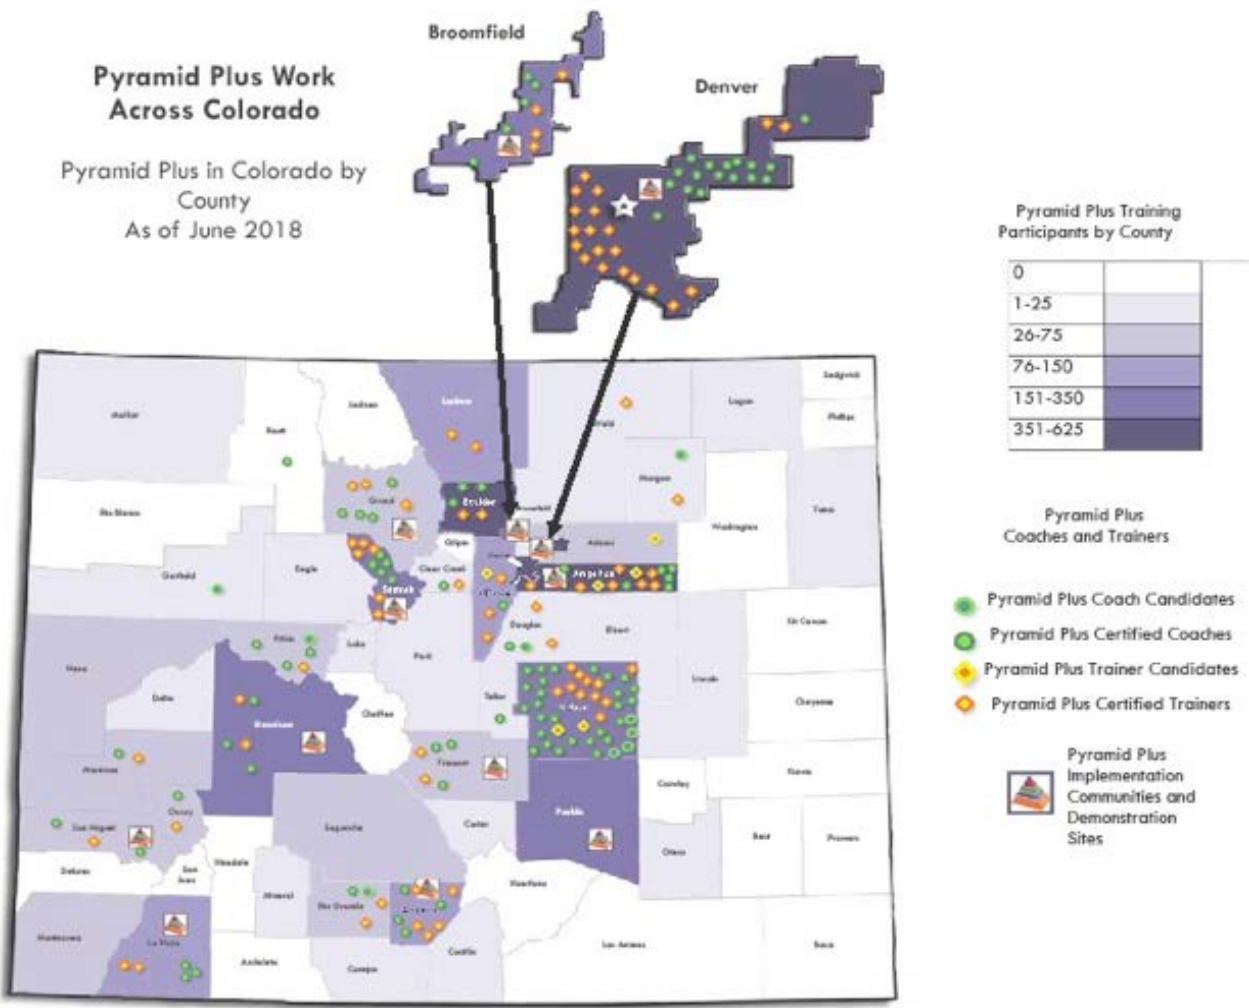 Broomfield
Pyramid Plus Work
Across Colorado
Denver
Pyramid Plus in Colorado by
County
As of June 2018
Pyramid Plus Training
Participants by County
0
1-25
26-75
76-150
151-350
351-625
Pyramid Plus
Coaches and Trainers
Pyramid Plus Coach Candidates
Pyramid Plus Certified Coaches
Pyramid Plus Trainer Candidates
Pyramid Plus Certified Trainers
Pyramid Plus
Implementation
Communities and
Demonstration
Sites
Sedgwick
Moffat
Jackson
Larimer
Logan
Phillips
Routt
Weld
Morgan
Rio Blanco
Grand
Boulder
Broomfield
Washington
Yuma
Gilpin
Adams
Garfield
Eagle
Clear Creek
Summit
Arapahoe
Douglas
Elbert
Kit Carson
Pitkin
Lake
Park
Mesa
Delta
Teller
Lincoln
Cheyenne
Gunnison
Chaffee
El Paso
Montrose
Fremont
Crowley
Kiowa
Ouray
San Miguel
Pueblo
Saguache
Custer
Otero
Bent
Prowers
Dolores
San
Juan
Hinsdale
Mineral
Rio Grande
Huerfano
Montezuma
La Plata
Archuleta
Conejos
Costilla
Las Animas
Baca